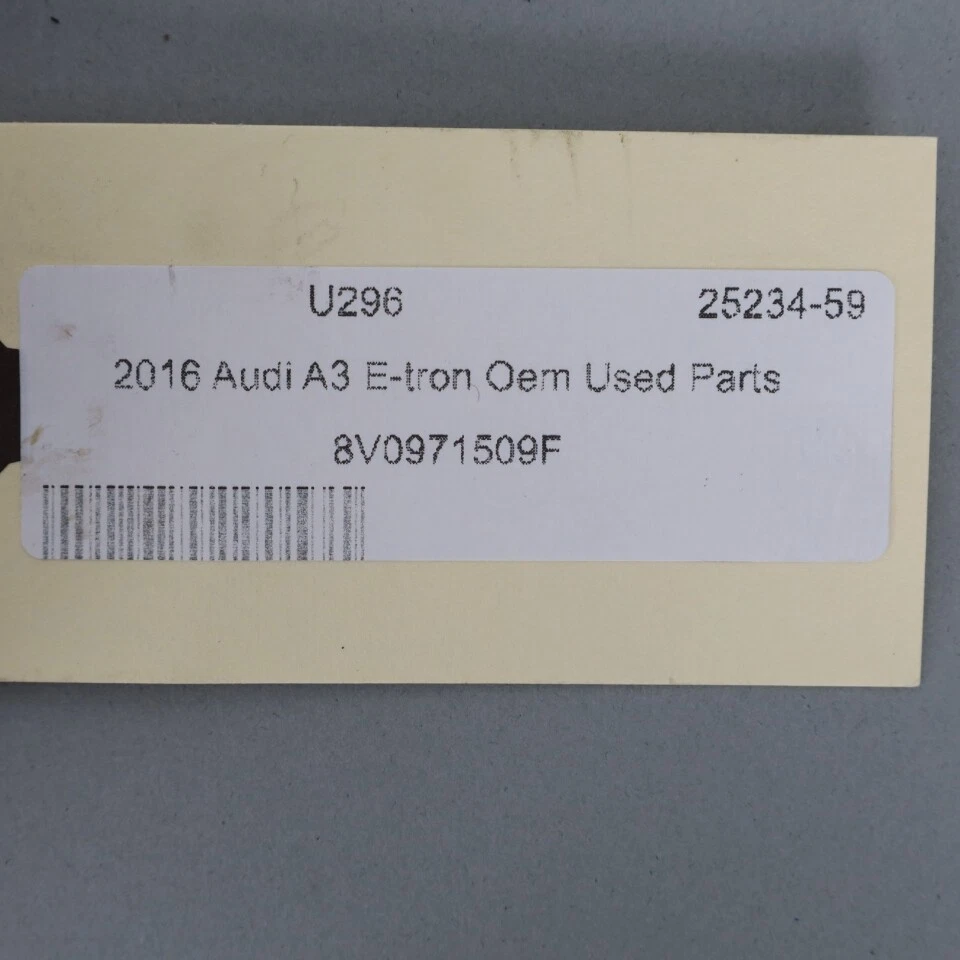 U296 25234-59
2016 Audi A3 E-tron Oem Used Parts
8V0971509F